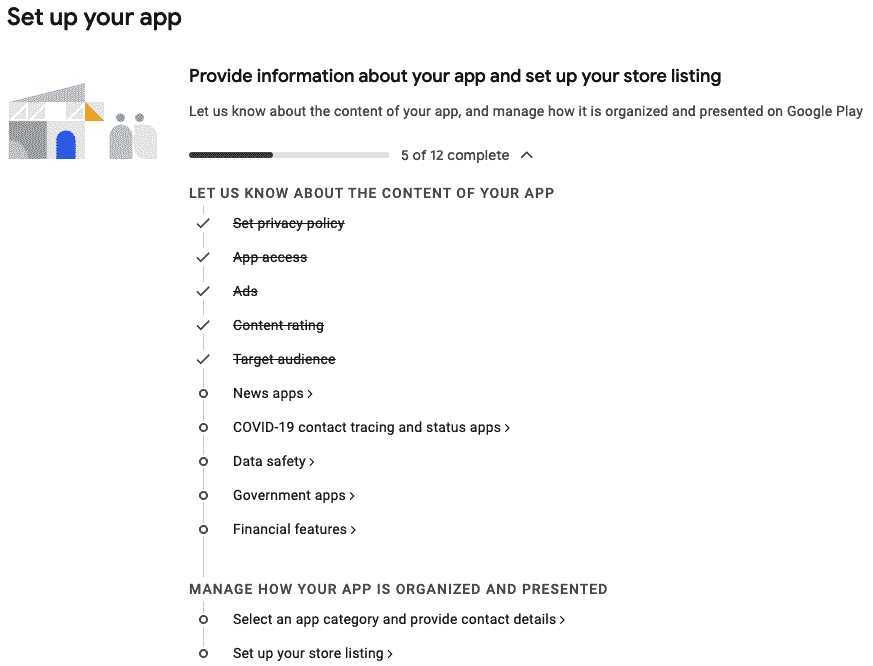 Set up your app
Provide information about your app and set up your store listing
Let us know about the content of your app, and manage how it is organized and presented on Google Play
5 of 12 complete
LET US KNOW ABOUT THE CONTENT OF YOUR APP
Set privacy policy
App access
Ads
Content rating
Target audience
News apps
COVID-19 contact tracing and status apps
Data safety
Government apps
Financial features
MANAGE HOW YOUR APP IS ORGANIZED AND PRESENTED
Select an app category and provide contact details
Set up your store listing